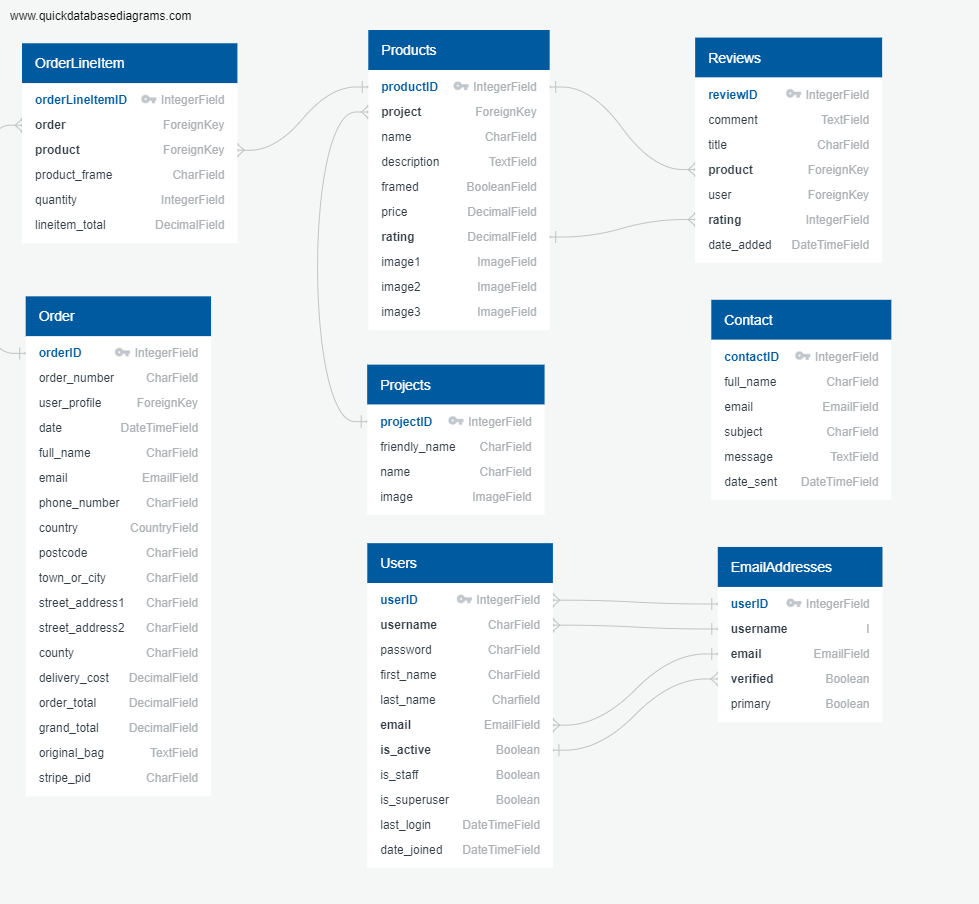 www.quickdatabasediagrams.com
OrderLineItem
orderLineItemID IntegerField
order ForeignKey
product ForeignKey
product_frame CharField
quantity IntegerField
lineitem_total DecimalField
Order
orderID IntegerField
order_number CharField
user_profile ForeignKey
date DateTimeField
full_name CharField
email EmailField
phone_number CharField
country CountryField
postcode CharField
town_or_city CharField
street_address1 CharField
street_address2 CharField
county CharField
delivery_cost DecimalField
order_total DecimalField
grand_total DecimalField
original_bag TextField
stripe_pid CharField
Products
productID IntegerField
project ForeignKey
name CharField
description TextField
framed BooleanField
price DecimalField
rating DecimalField
image1 ImageField
image2 ImageField
image3 ImageField
Projects
projectID IntegerField
friendly_name CharField
name CharField
image ImageField
Users
userID IntegerField
username CharField
password CharField
first_name CharField
last_name Charfield
email EmailField
is_active Boolean
is_staff Boolean
is_superuser Boolean
last_login DateTimeField
date_joined DateTimeField
Reviews
reviewID IntegerField
comment TextField
title CharField
product ForeignKey
user ForeignKey
rating IntegerField
date_added DateTimeField
Contact
contactID IntegerField
full_name CharField
email EmailField
subject CharField
message TextField
date_sent DateTimeField
EmailAddresses
userID IntegerField
username I
email EmailField
verified Boolean
primary Boolean